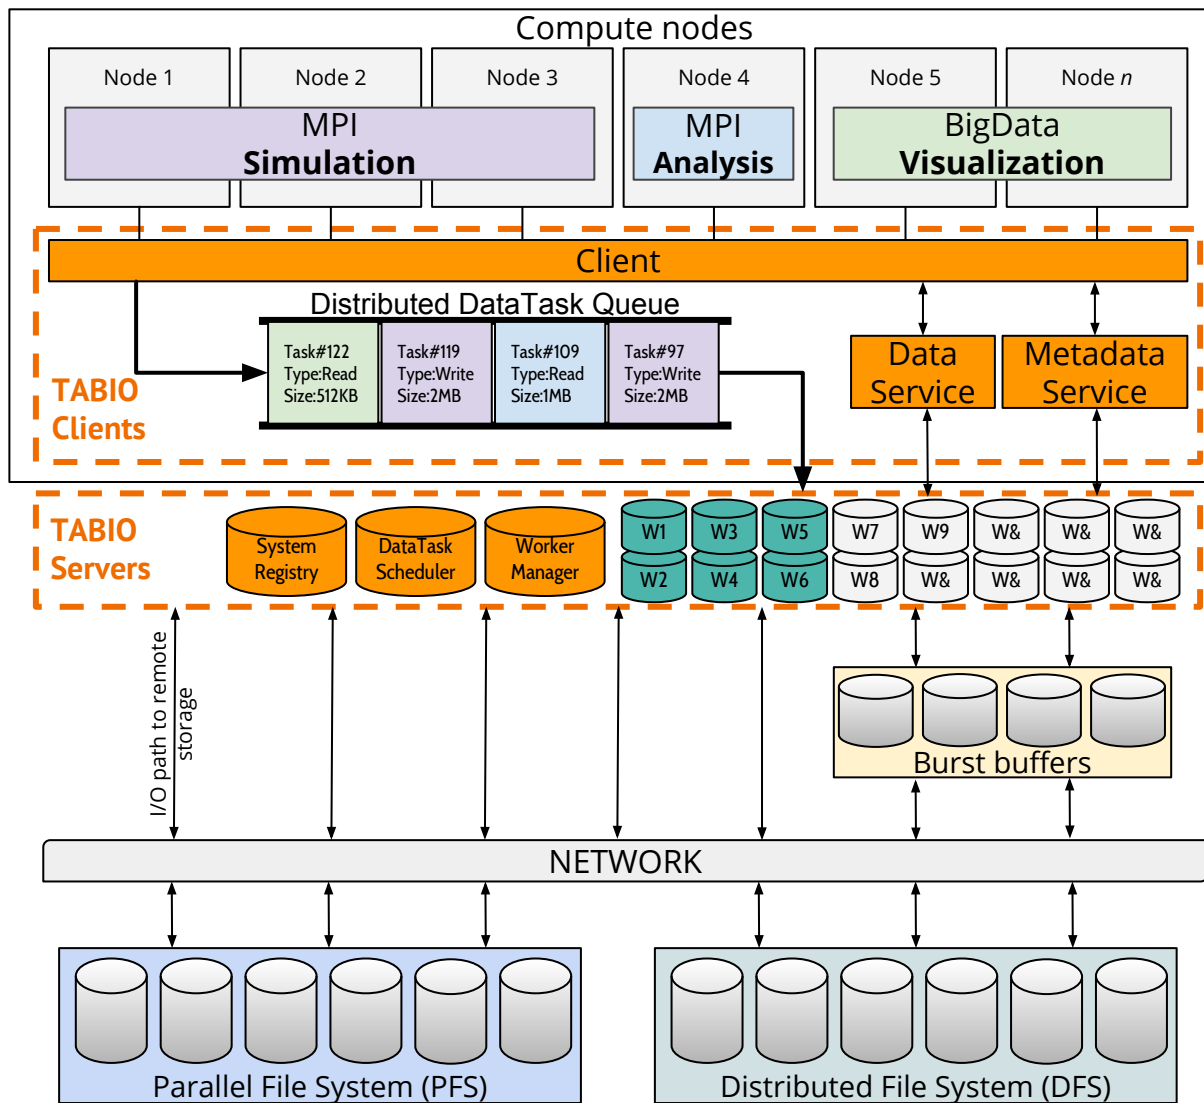 Compute nodes
Node 1
Node 2
Node 3
Node 4
Node 5
Node n
MPI
Simulation
MPI
Analysis
BigData
Visualization
Client
Distributed DataTask Queue
Task#122
Type:Read
Size:512KB
Task#119
Type:Write
Size:2MB
Task#109
Type:Read
Size:1MB
Task#97
Type:Write
Size:2MB
Data
Service
Metadata
Service
TABIO
Clients
TABIO
Servers
System
Registry
DataTask
Scheduler
Worker
Manager
W1
W3
W5
W7
W9
W&
W&
W&
W2
W4
W6
W8
W&
W&
W&
W&
I/O path to remote
storage
Burst buffers
NETWORK
Parallel File System (PFS)
Distributed File System (DFS)